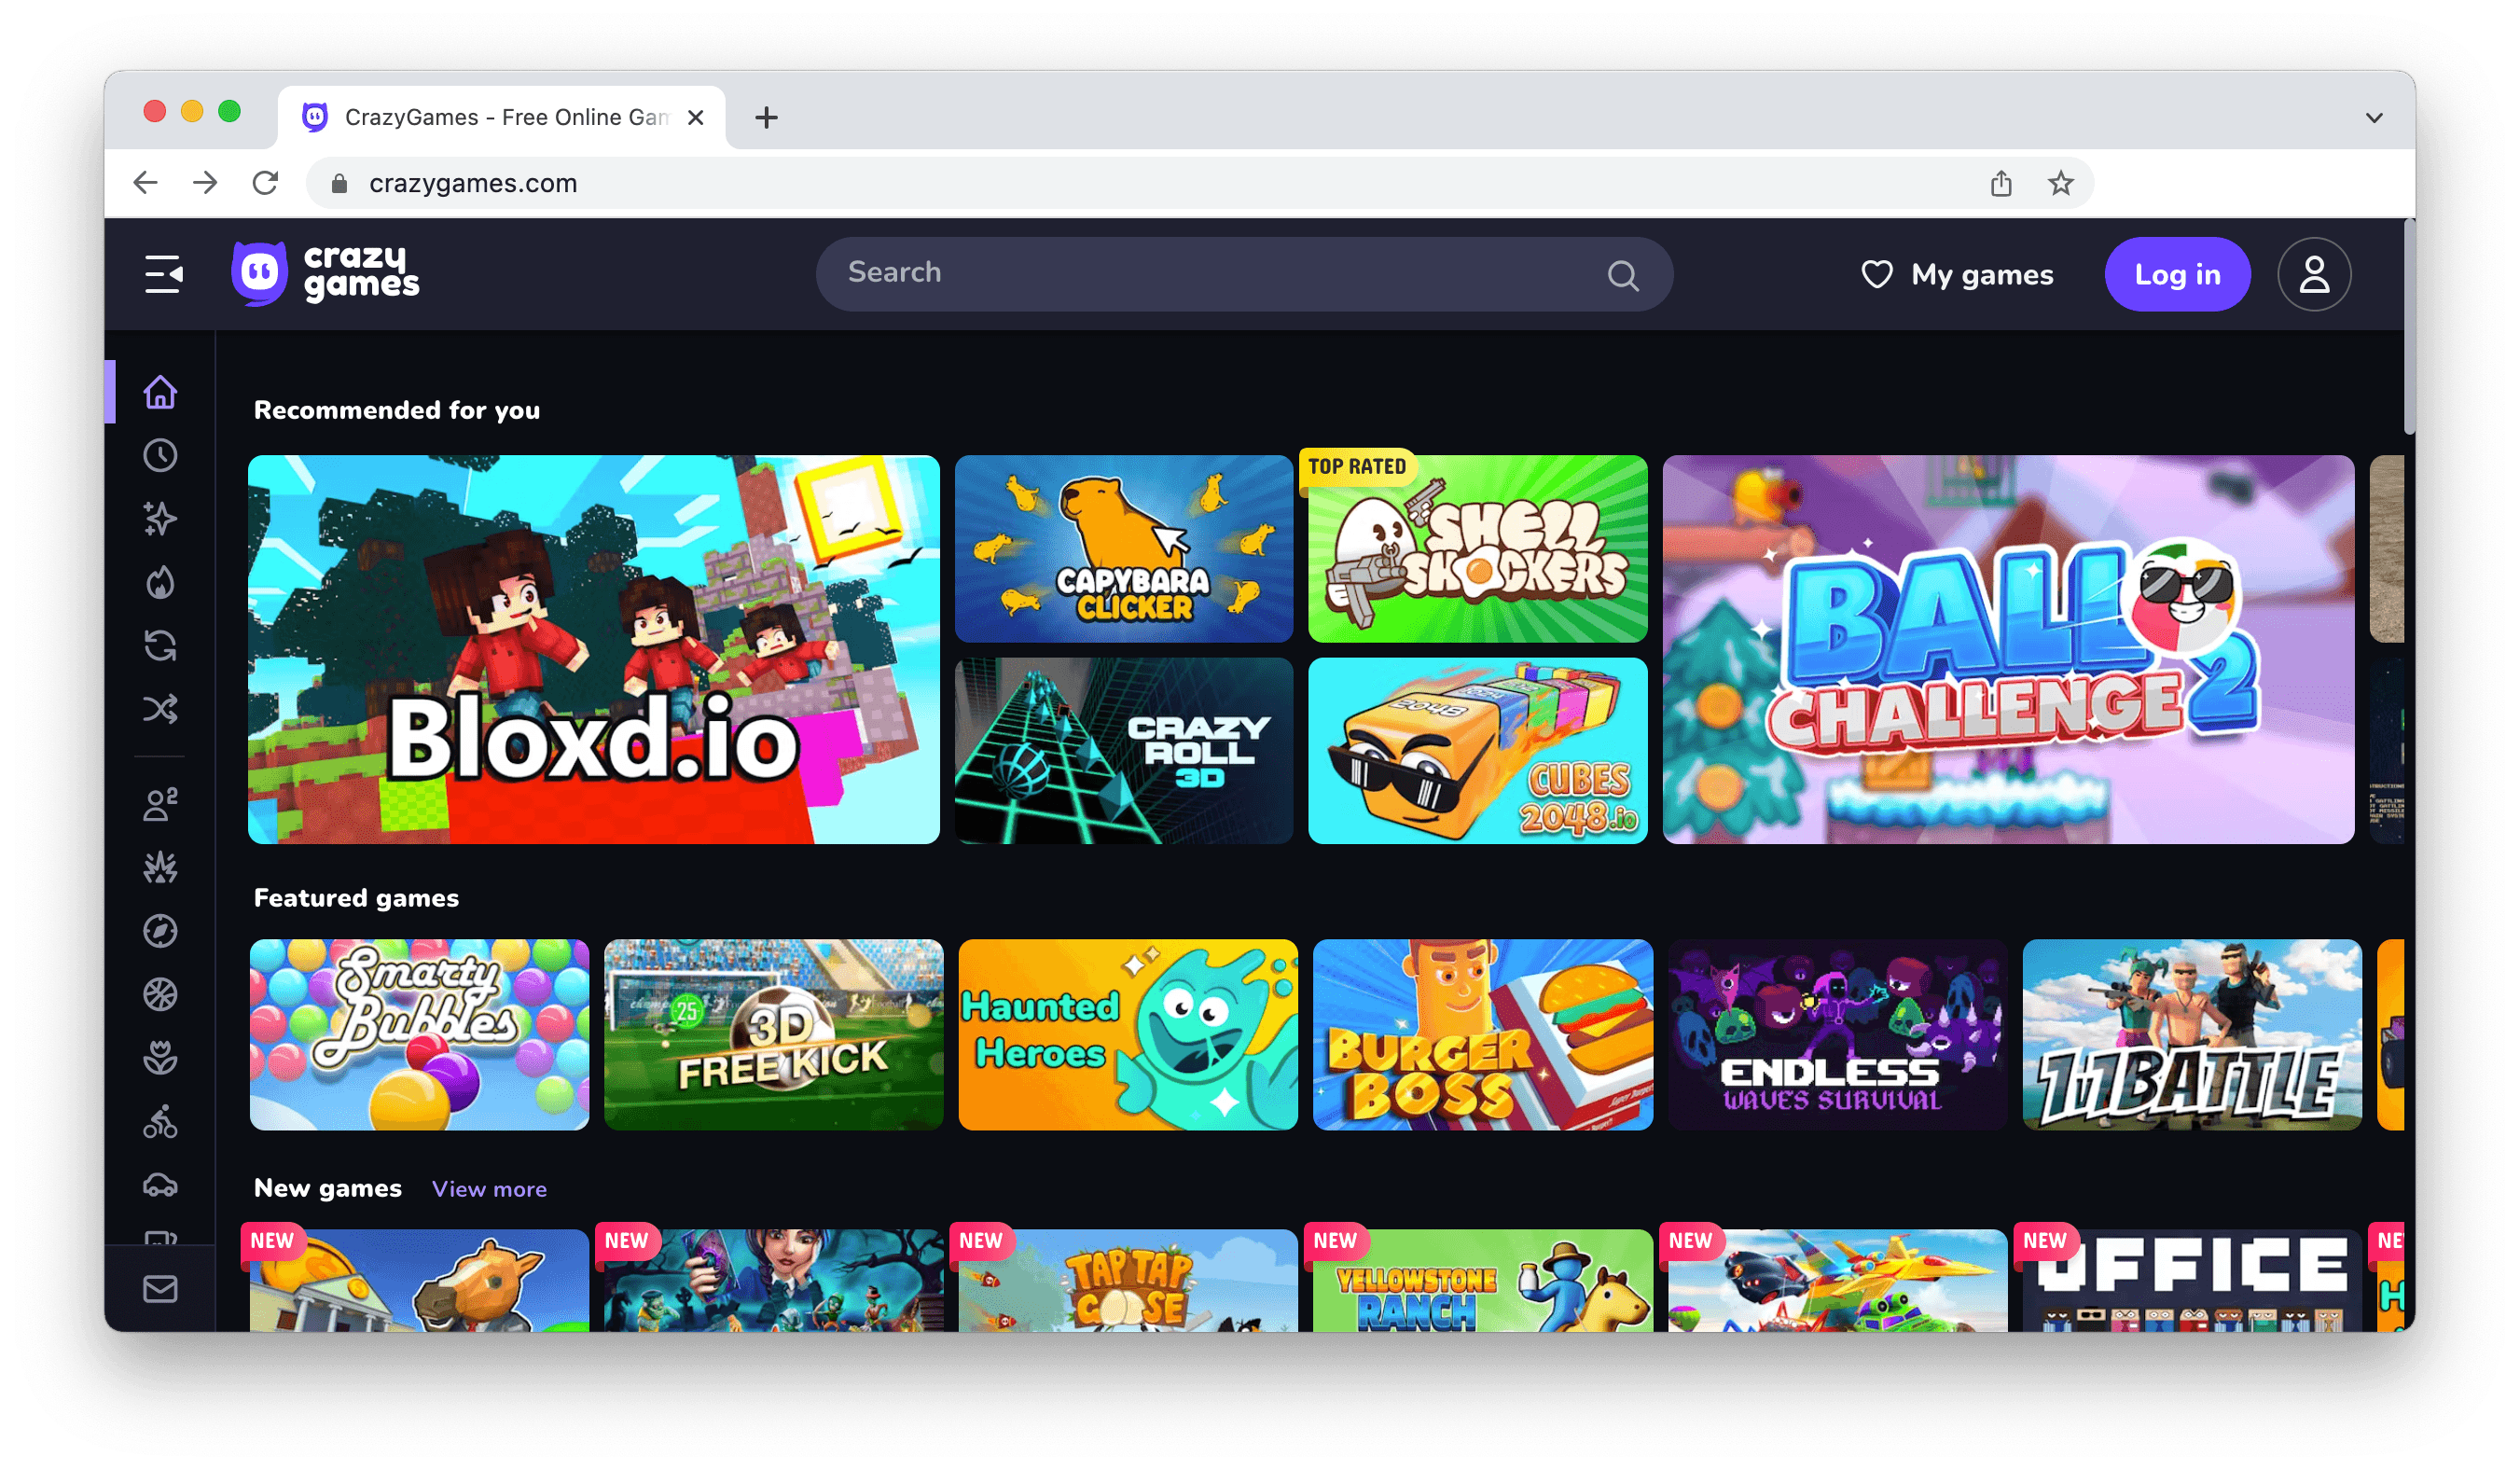 CrazyGames - Free Online Gam
crazygames.com
crazy
games
Search
My games
Log in
Recommended for you
Bloxd.io
CAPYBARA
CLICKER
TOP RATED
SHELL
SHOCKERS
CRAZY
ROLL
3D
2048
CUBES
2048.io
BALL
CHALLENGE 2
Featured games
Smarty
Bubbles
25
3D
FREE KICK
Haunted
Heroes
BURGER
BOSS
ENDLESS
WAVES SURVIVAL
1v1BATTLE
New games
View more
NEW
NEW
NEW
TAP TAP
GOOSE
NEW
YELLOWSTONE
RANCH
NEW
NEW
OFFICE
NE
H